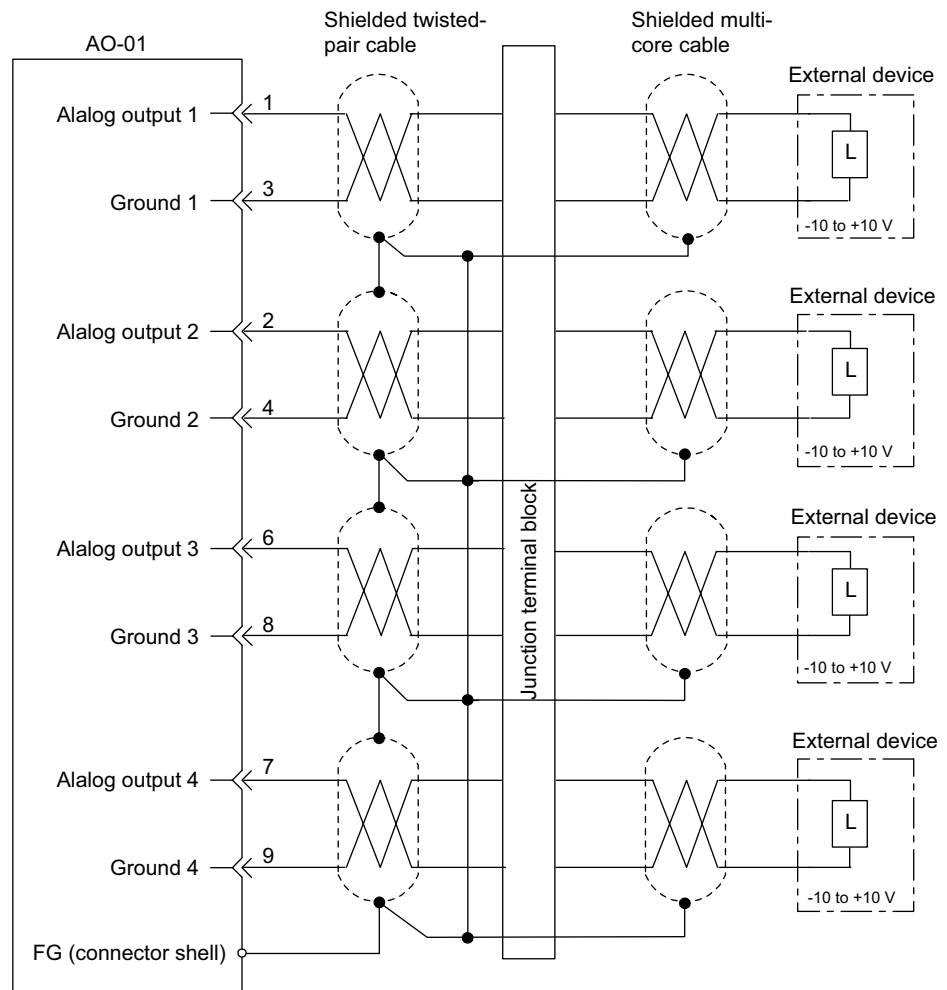 Shielded twisted-
pair cable
Shielded multi-
core cable
AO-01
External device
Alalog output 1
1
L
Ground 1
3
-10 to +10 V
External device
Alalog output 2
2
L
Ground 2
4
-10 to +10 V
Junction terminal block
External device
Alalog output 3
6
L
Ground 3
8
-10 to +10 V
External device
Alalog output 4
7
L
Ground 4
9
-10 to +10 V
FG (connector shell)